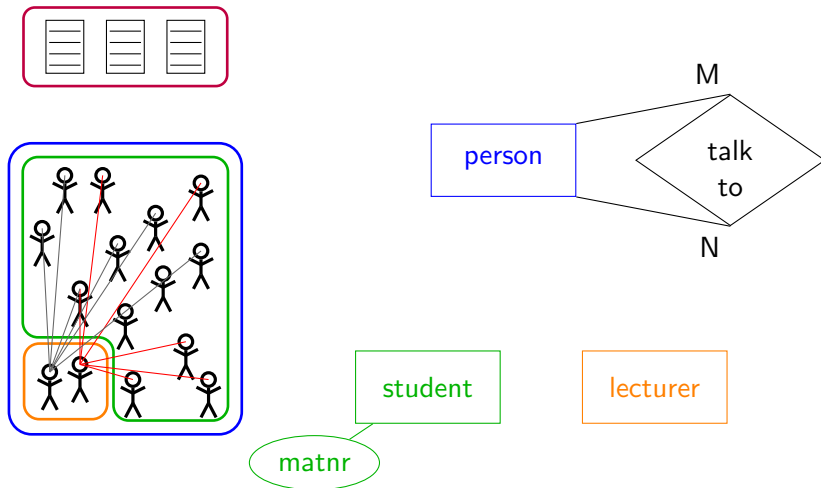 M
person
talk
to
N
student
lecturer
matnr